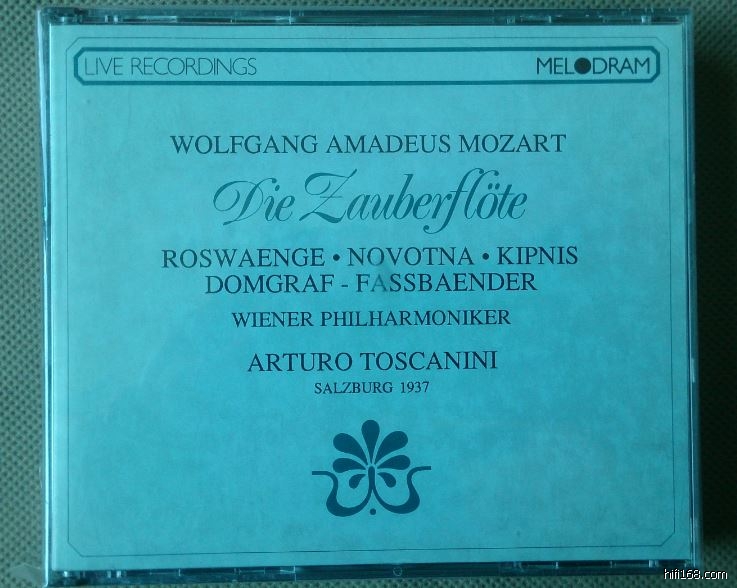 LIVE RECORDINGS
MELODRAM
WOLFGANG AMADEUS MOZART
Die Zauberflöte
ROSWAENGE • NOVOTNA • KIPNIS
DOMGRAF - FASSBAENDER
WIENER PHILHARMONIKER
ARTURO TOSCANINI
SALZBURG 1937
hifi168.com